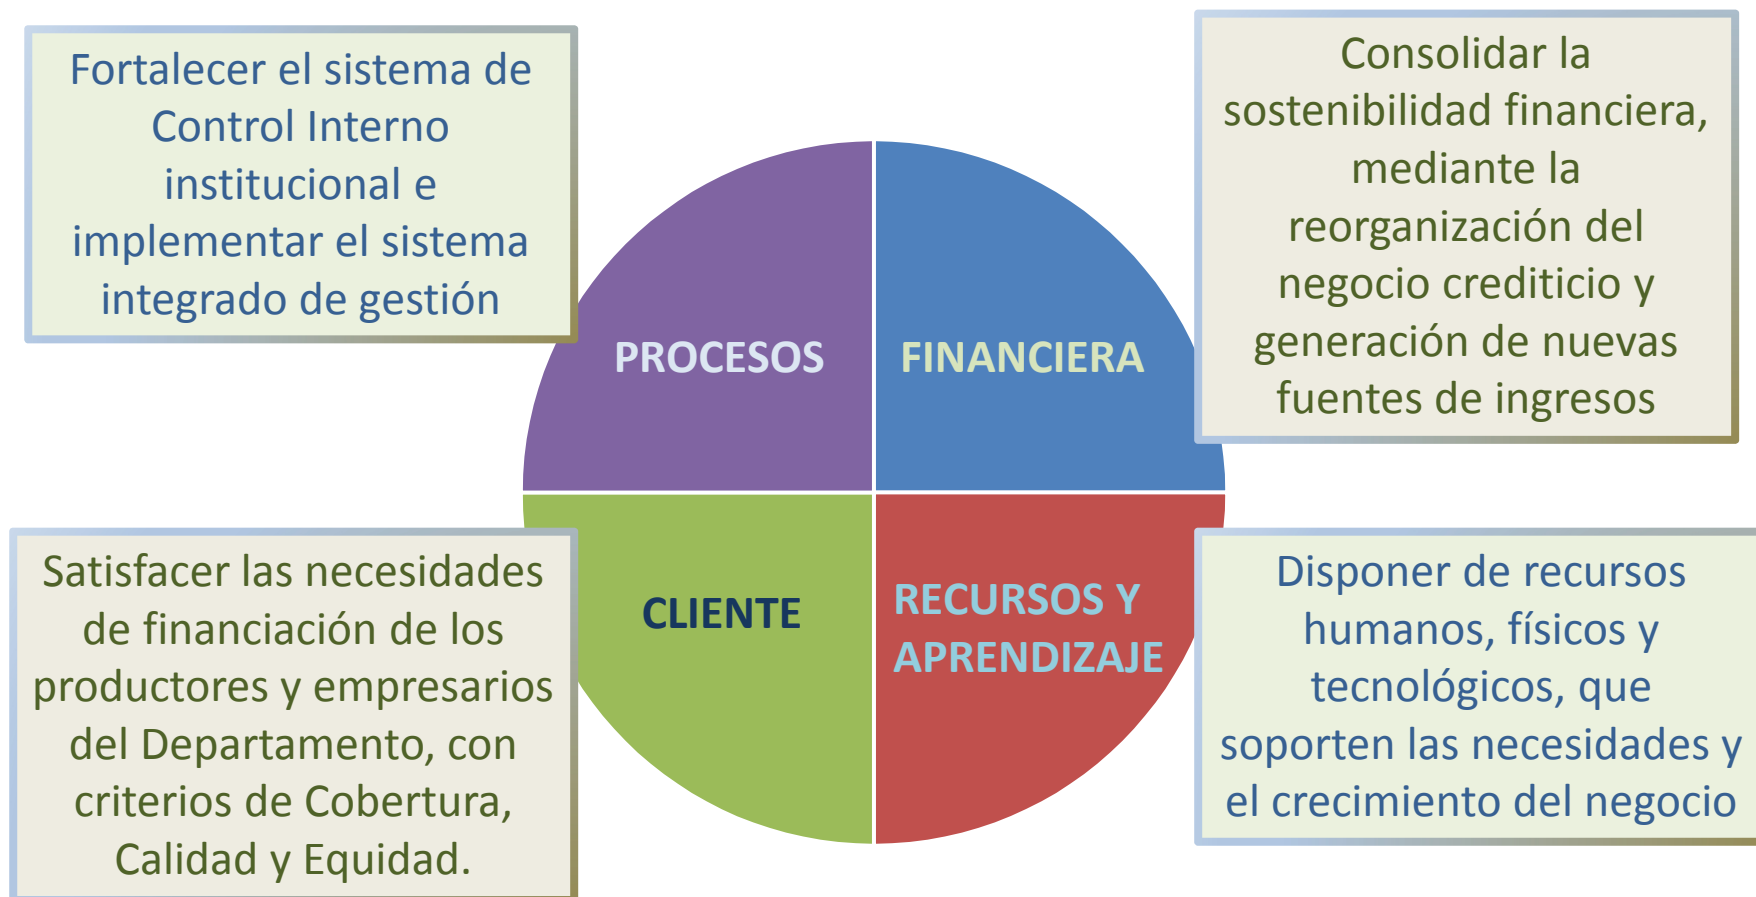 Fortalecer el sistema de
Control Interno
institucional e
implementar el sistema
integrado de gestión
Consolidar la
sostenibilidad financiera,
mediante la
reorganización del
negocio crediticio y
generación de nuevas
fuentes de ingresos
PROCESOS
FINANCIERA
CLIENTE
RECURSOS Y
APRENDIZAJE
Satisfacer las necesidades
de financiación de los
productores y empresarios
del Departamento, con
criterios de Cobertura,
Calidad y Equidad.
Disponer de recursos
humanos, físicos y
tecnológicos, que
soporten las necesidades y
el crecimiento del negocio